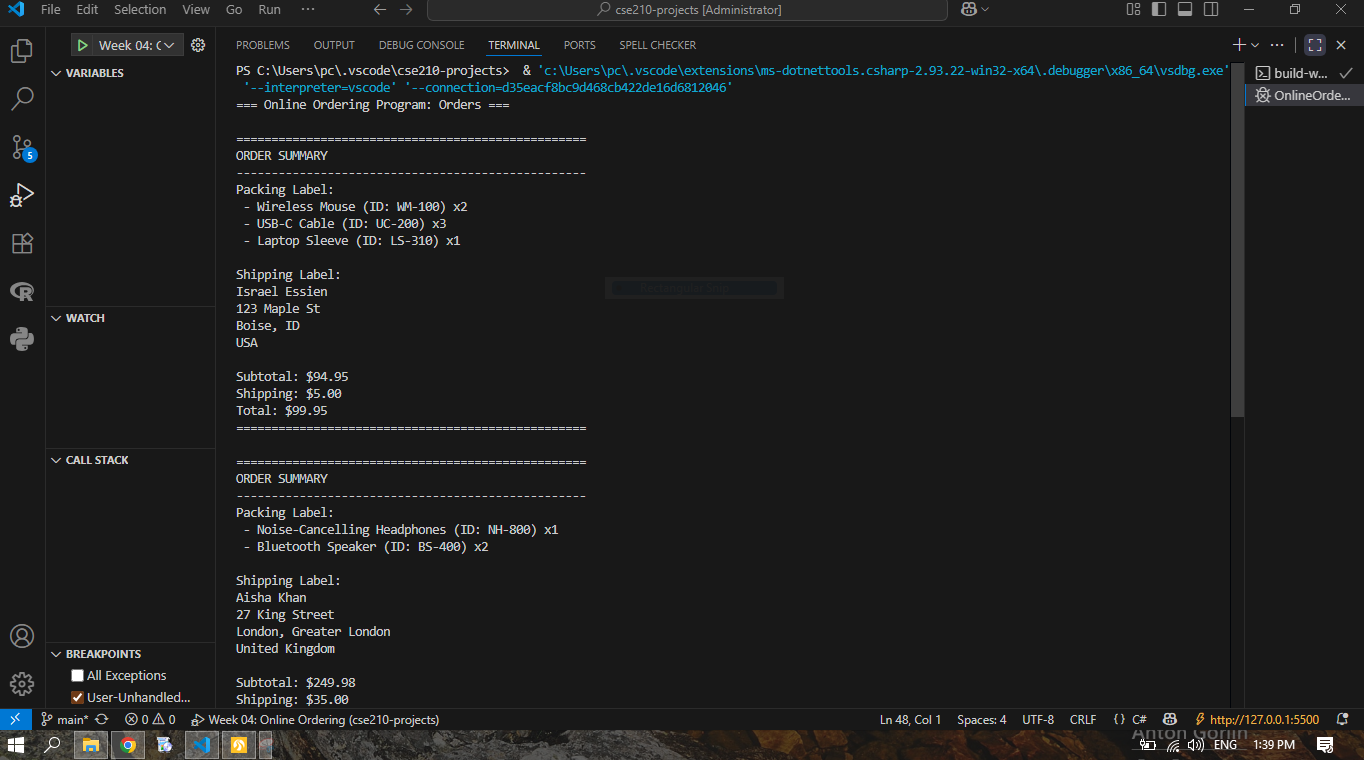 File Edit Selection View Go Run ··· cse210-projects [Administrator]
Week 04: C
PROBLEMS OUTPUT DEBUG CONSOLE TERMINAL PORTS SPELL CHECKER
VARIABLES
PS C:\Users\pc\.vscode\cse210-projects>  & 'c:\Users\pc\.vscode\extensions\ms-dotnettools.csharp-2.93.22-win32-x64\.debugger\x86_64\vsdbg.exe'
'--interpreter=vscode' '--connection=d35eacf8bc9d468cb422de16d6812046'
build-w...
OnlineOrde...
=== Online Ordering Program: Orders ===
==================================================
ORDER SUMMARY
--------------------------------------------------
Packing Label:
- Wireless Mouse (ID: WM-100) x2
- USB-C Cable (ID: UC-200) x3
- Laptop Sleeve (ID: LS-310) x1
Shipping Label:
Israel Essien
123 Maple St
Boise, ID
USA
Subtotal: $94.95
Shipping: $5.00
Total: $99.95
==================================================
==================================================
ORDER SUMMARY
--------------------------------------------------
Packing Label:
- Noise-Cancelling Headphones (ID: NH-800) x1
- Bluetooth Speaker (ID: BS-400) x2
Shipping Label:
Aisha Khan
27 King Street
London, Greater London
United Kingdom
Subtotal: $249.98
Shipping: $35.00
5
WATCH
CALL STACK
BREAKPOINTS
All Exceptions
User-Unhandled...
main* 0 0 Week 04: Online Ordering (cse210-projects) Ln 48, Col 1 Spaces: 4 UTF-8 CRLF {} C# http://127.0.0.1:5500
Anton Gorlin
ENG 1:39 PM